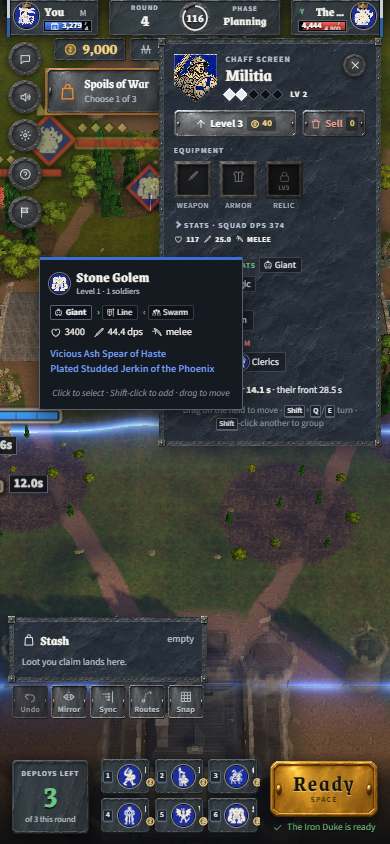 You M
3,279
ROUND
4
116
PHASE
Planning
The ...
4,444
9,000
Spoils of War
Choose 1 of 3
CHAFF SCREEN
Militia
LV 2
Level 3 40
Sell 0
EQUIPMENT
LV3
WEAPON ARMOR RELIC
STATS · SQUAD DPS 374
117 25.0 MELEE
Giant
Stone Golem
Level 1 · 1 soldiers
Giant › Line ‹ Swarm
3400 44.4 dps melee
Vicious Ash Spear of Haste
Plated Studded Jerkin of the Phoenix
Click to select · Shift-click to add · drag to move
Clerics
14.1 s · their front 28.5 s
Drag on the field to move · Shift + Q / E turn ·
Shift -click another to group
6s
12.0s
Stash empty
Loot you claim lands here.
Undo Mirror Sync Routes Snap
DEPLOYS LEFT
3
of 3 this round
1 2 3
4 5 6
Ready
SPACE
✓ The Iron Duke is ready